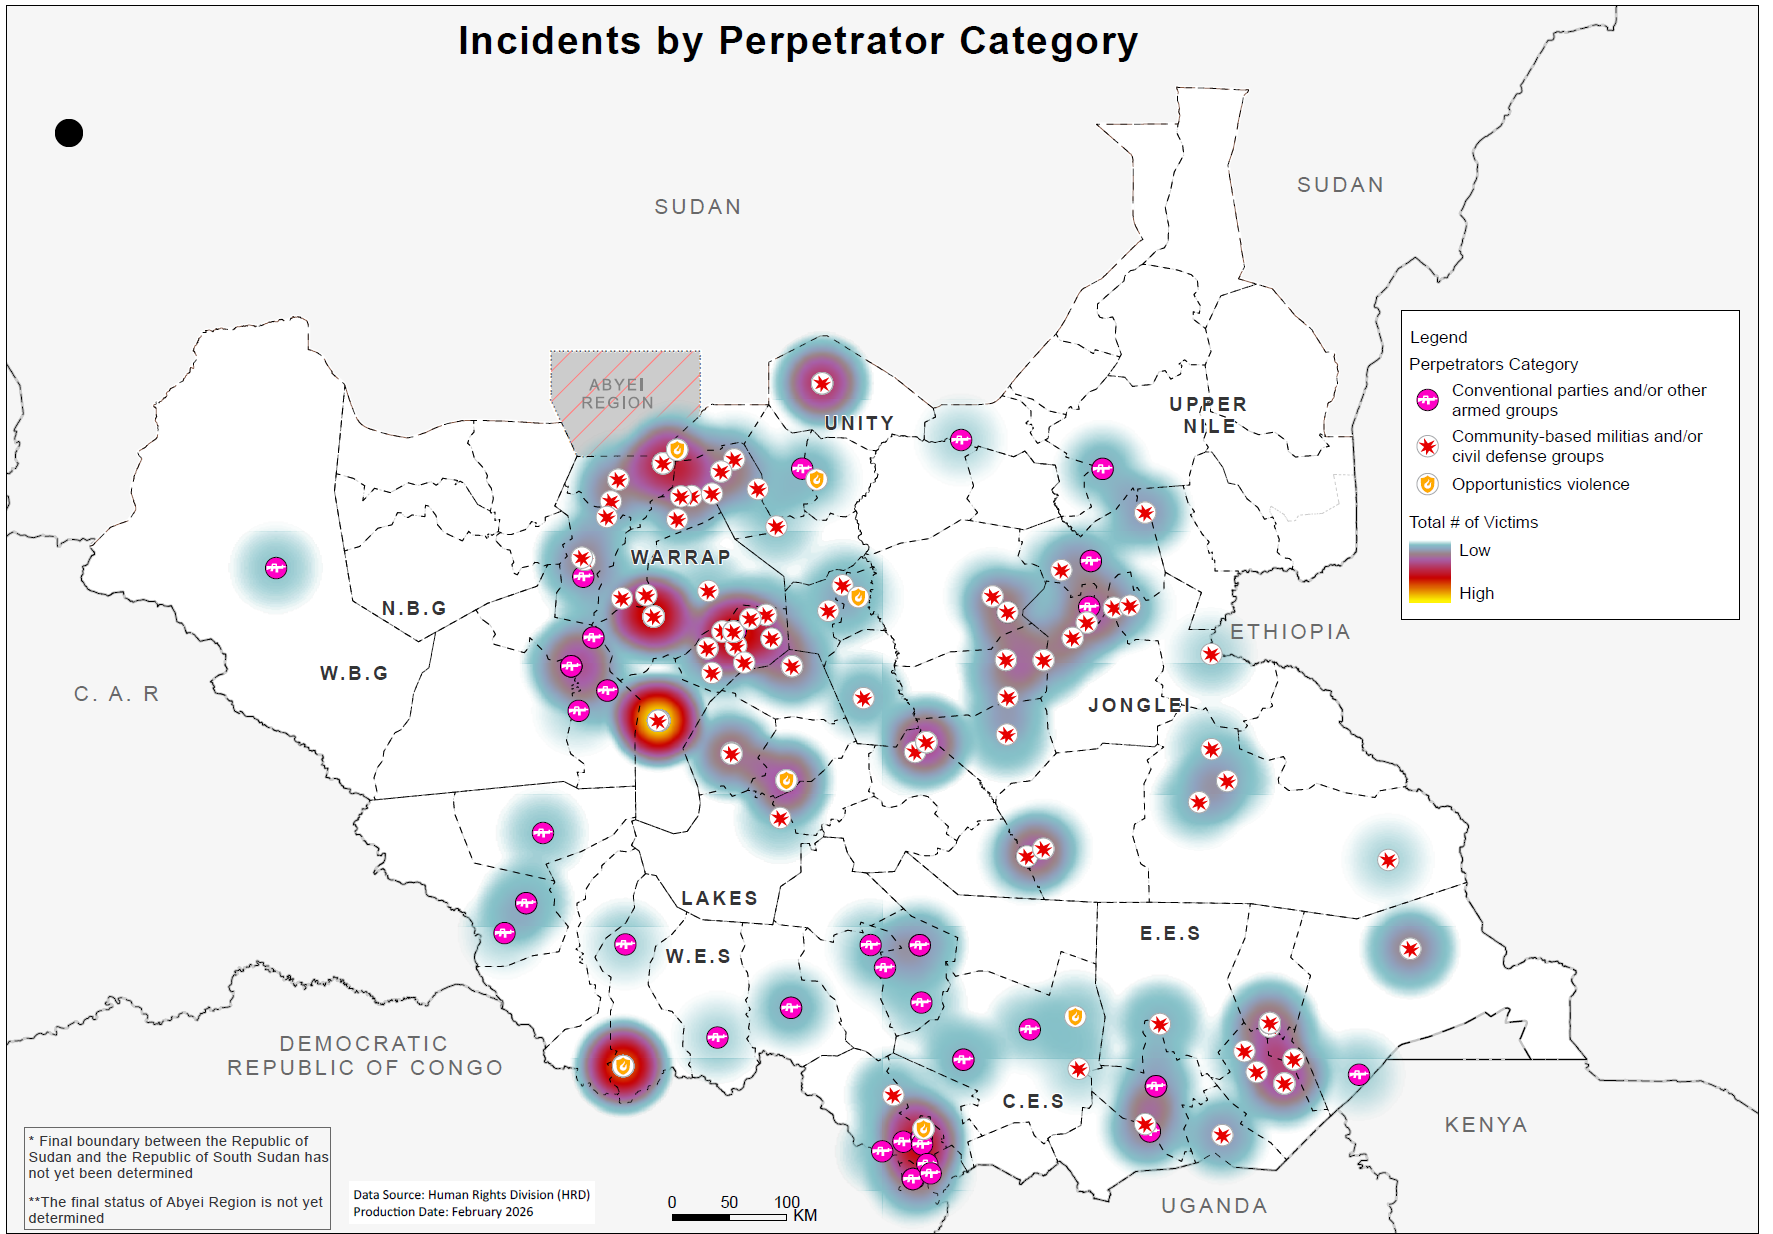 Incidents by Perpetrator Category
SUDAN
SUDAN
Legend
Perpetrators Category
Conventional parties and/or other
armed groups
Community-based militias and/or
civil defense groups
Opportunistics violence
Total # of Victims
Low
High
ABYEI
REGION
UNITY
UPPER
NILE
WARRAP
N.B.G
W.B.G
C. A. R
ETHIOPIA
JONGLEI
LAKES
W.E.S
E.E.S
C.E.S
DEMOCRATIC
REPUBLIC OF CONGO
KENYA
UGANDA
* Final boundary between the Republic of
Sudan and the Republic of South Sudan has
not yet been determined
**The final status of Abyei Region is not yet
determined
Data Source: Human Rights Division (HRD)
Production Date: February 2026
0 50 100
KM